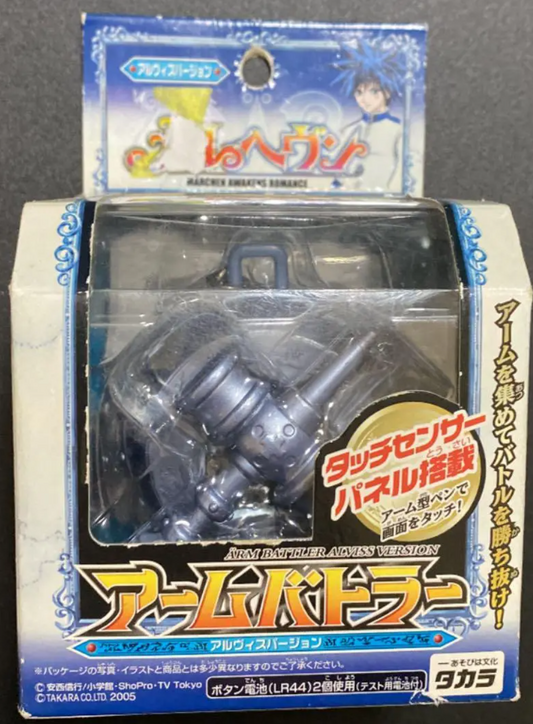 アルヴィスバージョン
ヘヴン
MÄRCHEN AWAKENS ROMANCE
アームを集めてバトルを勝ち抜け!
タッチセンサー
パネル搭載
アーム型ペンで
画面をタッチ!
ÄRM BATTLER ALVISS VERSION
アームバトラー
アルヴィスバージョン
※パッケージの写真・イラストと商品とは多少異なりますのでご了承ください。
© 安西信行/小学館・ShoPro・TV Tokyo
©TAKARA CO.LTD. 2005
ボタン電池(LR44)2個使用(テスト用電池付)
あそびは文化
タカラ